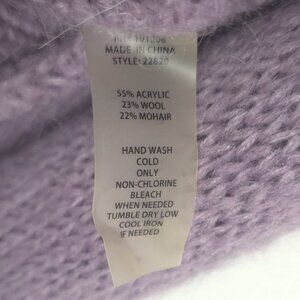 MADE IN CHINA
STYLE: 22820
55% ACRYLIC
23% WOOL
22% MOHAIR
HAND WASH
COLD
ONLY
NON-CHLORINE
BLEACH
WHEN NEEDED
TUMBLE DRY LOW
COOL IRON
IF NEEDED